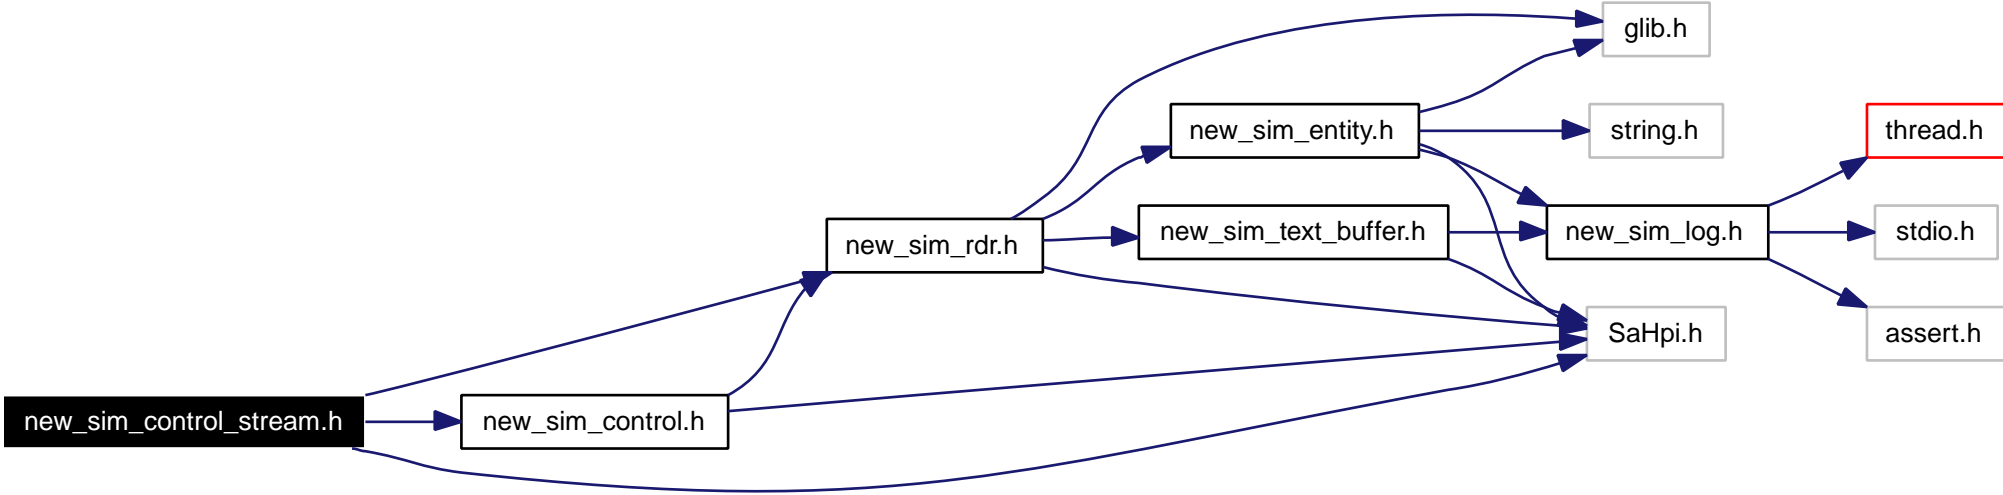 glib.h
new_sim_entity.h
string.h
thread.h
new_sim_rdr.h
new_sim_text_buffer.h
new_sim_log.h
stdio.h
SaHpi.h
assert.h
new_sim_control_stream.h
new_sim_control.h